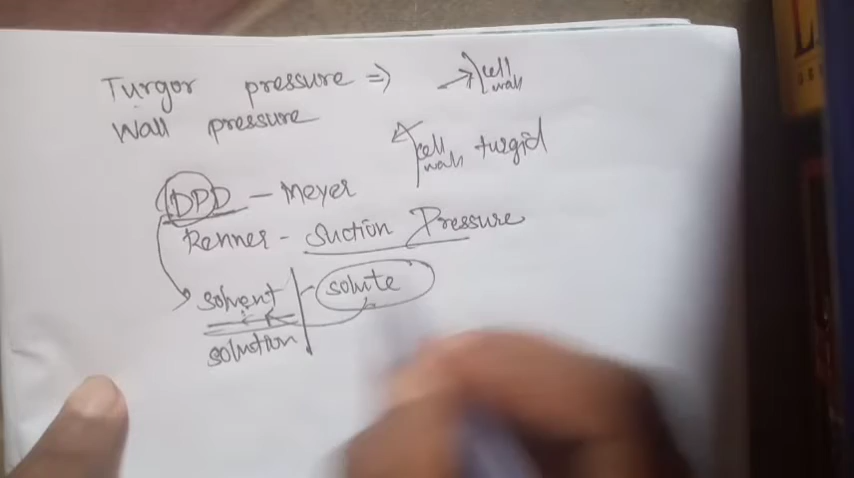 Turgor pressure ⇒ → cell wall
Wall pressure
cell wall turgid
DPD - Meyer
Renner - Suction Pressure
solvent solute
solution